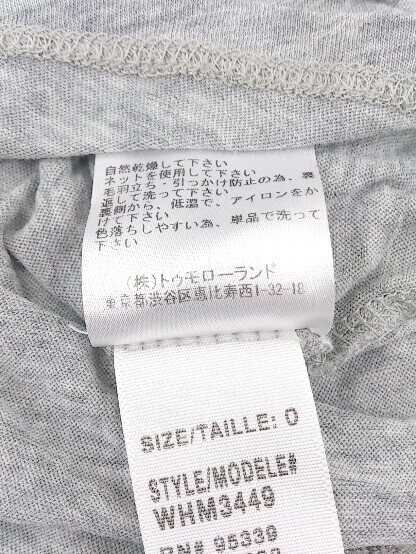 自然乾燥して下さい
ネットを使用して下さい
毛羽立ち・引っかけ防止の為、裏
返して洗って下さい
裏側から、低温で、アイロンをか
けて下さい
色落ちしやすい為、単品で洗って
下さい
(株)トゥモローランド
東京都渋谷区恵比寿西1-32-18
SIZE/TAILLE: 0
STYLE/MODELE#
WHM3449
RN# 95339